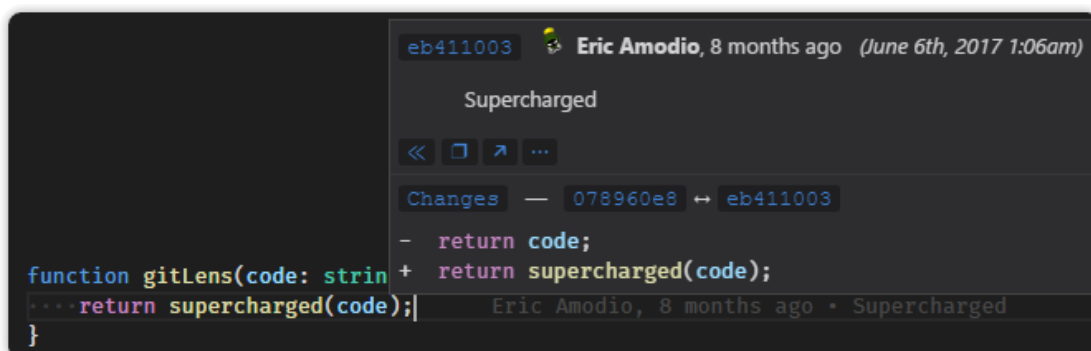 eb411003 Eric Amodio, 8 months ago (June 6th, 2017 1:06am)
Supercharged
Changes — 078960e8 ↔ eb411003
- return code;
+ return supercharged(code);
function gitLens(code: strin
····return supercharged(code); Eric Amodio, 8 months ago • Supercharged
}